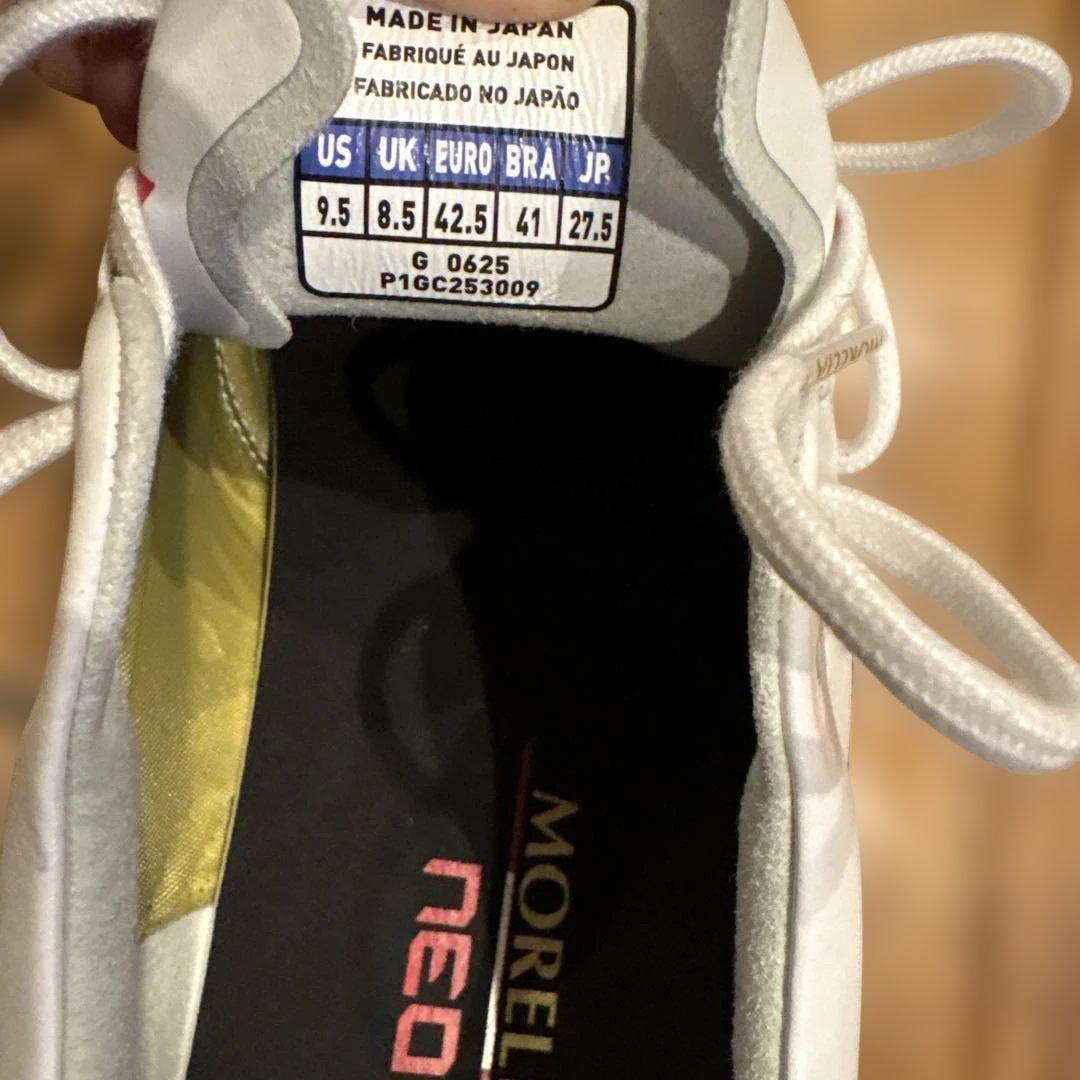 MADE IN JAPAN
FABRIQUÉ AU JAPON
FABRICADO NO JAPÃO
US UK EURO BRA JP
9.5 8.5 42.5 41 27.5
G 0625
P1GC253009
MORELIA
MOREL
NEO